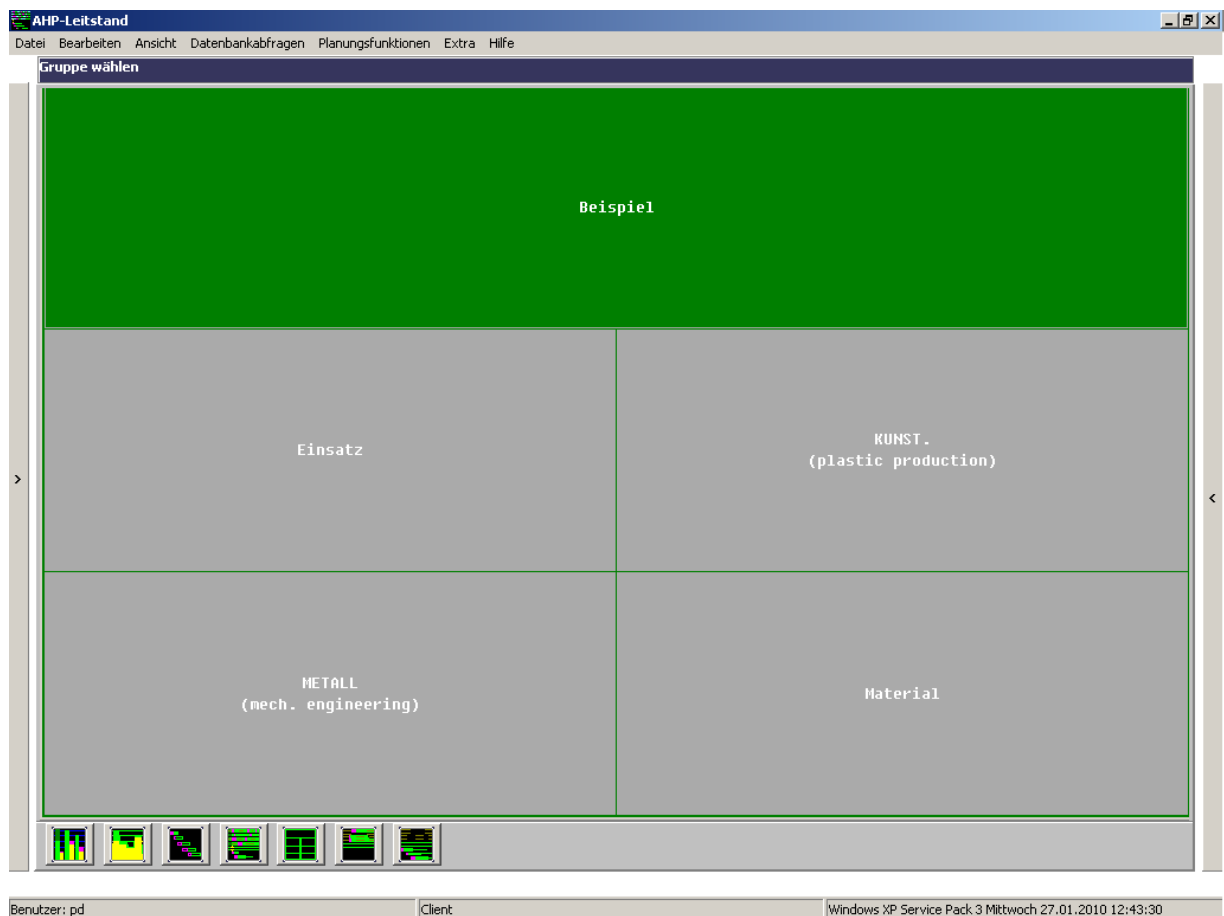 AHP-Leitstand
Datei Bearbeiten Ansicht Datenbankabfragen Planungsfunktionen Extra Hilfe
Gruppe wählen
Beispiel
Einsatz
KUNST.
(plastic production)
>
<
METALL
(mech. engineering)
Material
Benutzer: pd
Client
Windows XP Service Pack 3 Mittwoch 27.01.2010 12:43:30